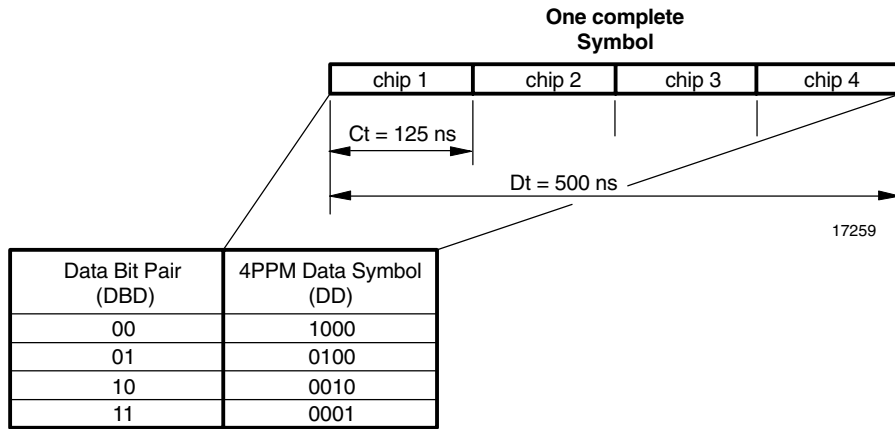 One complete
Symbol
chip 1 chip 2 chip 3 chip 4
Ct = 125 ns
Dt = 500 ns
17259
Data Bit Pair 4PPM Data Symbol
(DBD) (DD)
00 1000
01 0100
10 0010
11 0001